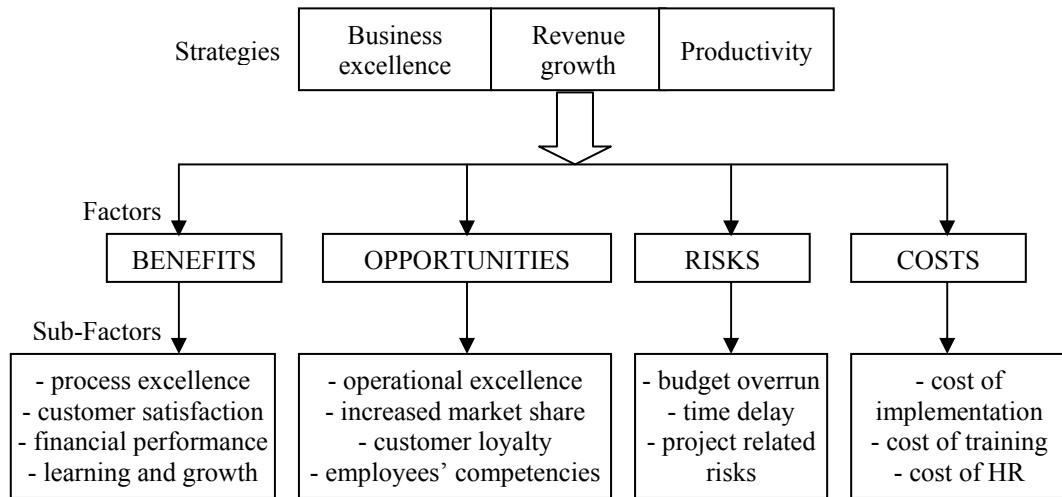 Strategies
Business
excellence
Revenue
growth
Productivity
Factors
BENEFITS
OPPORTUNITIES
RISKS
COSTS
Sub-Factors
- process excellence
- customer satisfaction
- financial performance
- learning and growth
- operational excellence
- increased market share
- customer loyalty
- employees’ competencies
- budget overrun
- time delay
- project related
risks
- cost of
implementation
- cost of training
- cost of HR